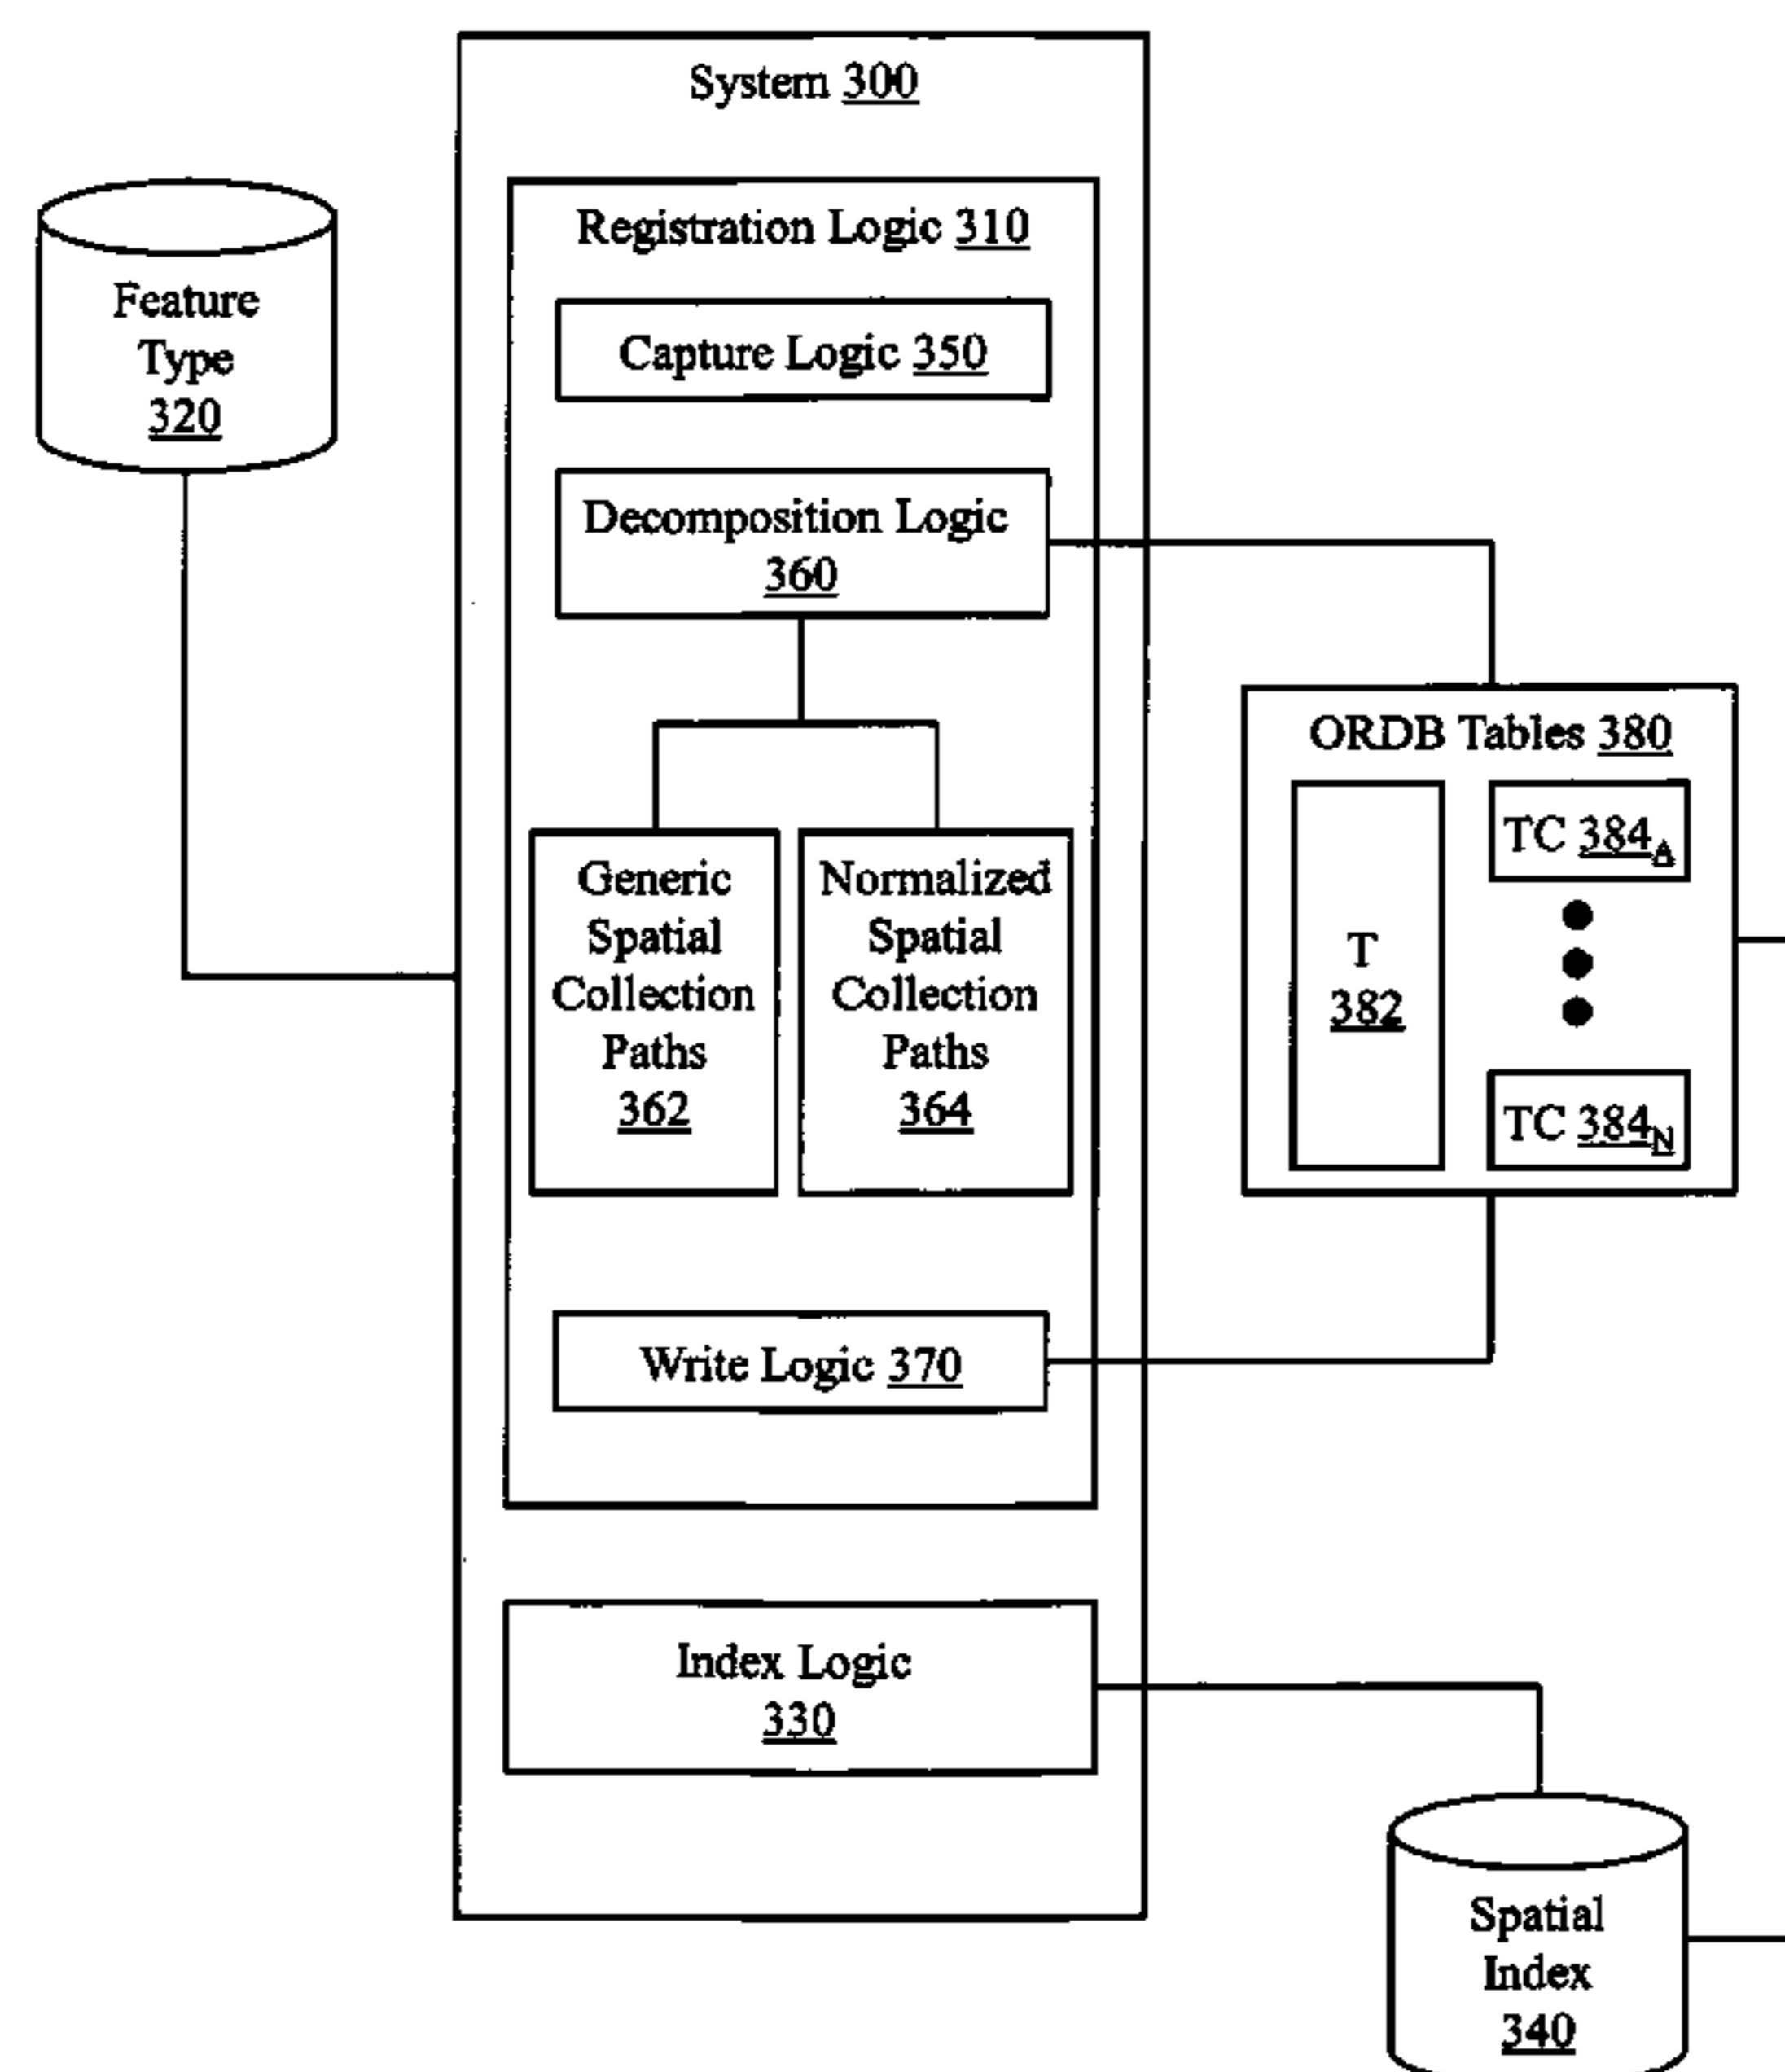 System 300
Registration Logic 310
Feature
Type
320
Capture Logic 350
Decomposition Logic
360
Generic
Spatial
Collection
Paths
362
Normalized
Spatial
Collection
Paths
364
ORDB Tables 380
T
382
TC 384A
TC 384N
Write Logic 370
Index Logic
330
Spatial
Index
340